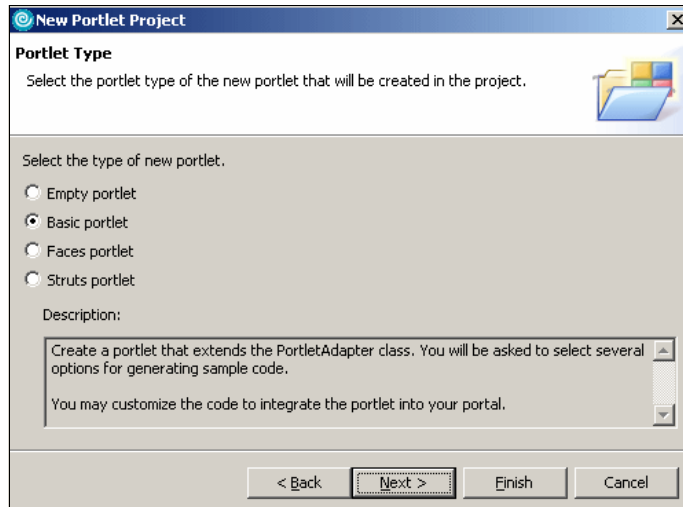 New Portlet Project
Portlet Type
Select the portlet type of the new portlet that will be created in the project.
Select the type of new portlet.
Empty portlet
Basic portlet
Faces portlet
Struts portlet
Description:
Create a portlet that extends the PortletAdapter class. You will be asked to select several
options for generating sample code.
You may customize the code to integrate the portlet into your portal.
< Back Next > Finish Cancel